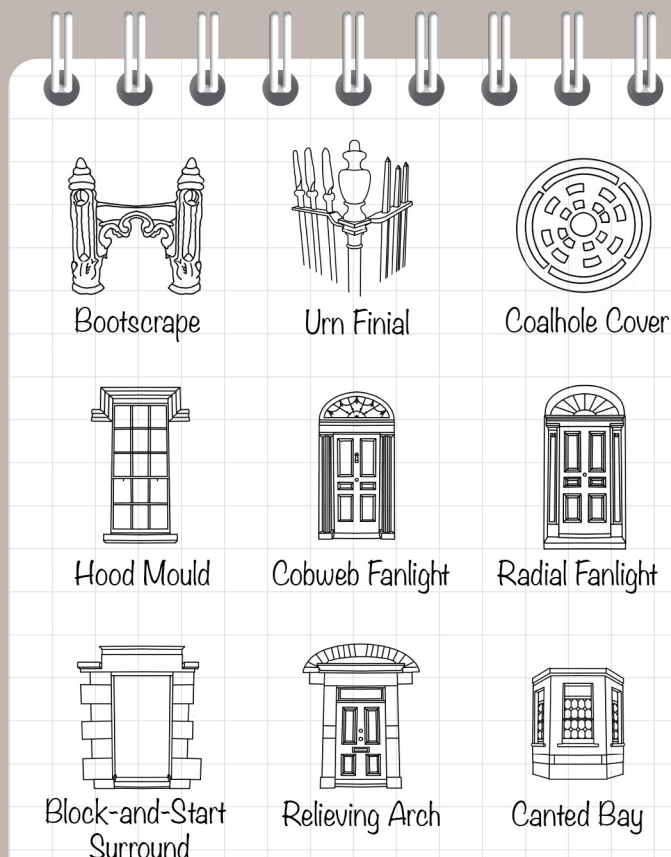 Bootscrape
Urn Finial
Coalhole Cover
Hood Mould
Cobweb Fanlight
Radial Fanlight
Block-and-Start
Surround
Relieving Arch
Canted Bay